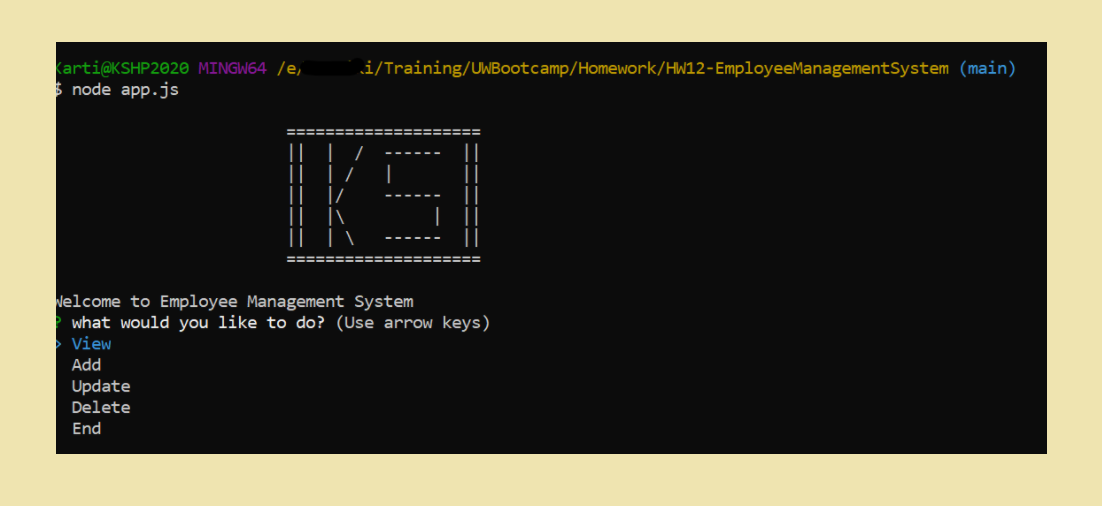 Karti@KSHP2020 MINGW64 /e/ i/Training/UWBootcamp/Homework/HW12-EmployeeManagementSystem (main)
$ node app.js
====================
||  | /  ------  ||
||  | /  |       ||
||  |/   ------  ||
||  |\        |  ||
||  | \  ------  ||
====================
Welcome to Employee Management System
? what would you like to do? (Use arrow keys)
> View
Add
Update
Delete
End